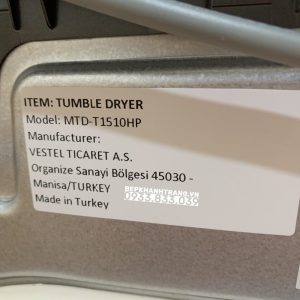 ITEM: TUMBLE DRYER
Model: MTD-T1510HP
Manufacturer:
VESTEL TICARET A.S.
Organize Sanayi Bölgesi 45030 -
Manisa/TURKEY
Made in Turkey
BEPKHANHTRANG.VN
0933.833.039